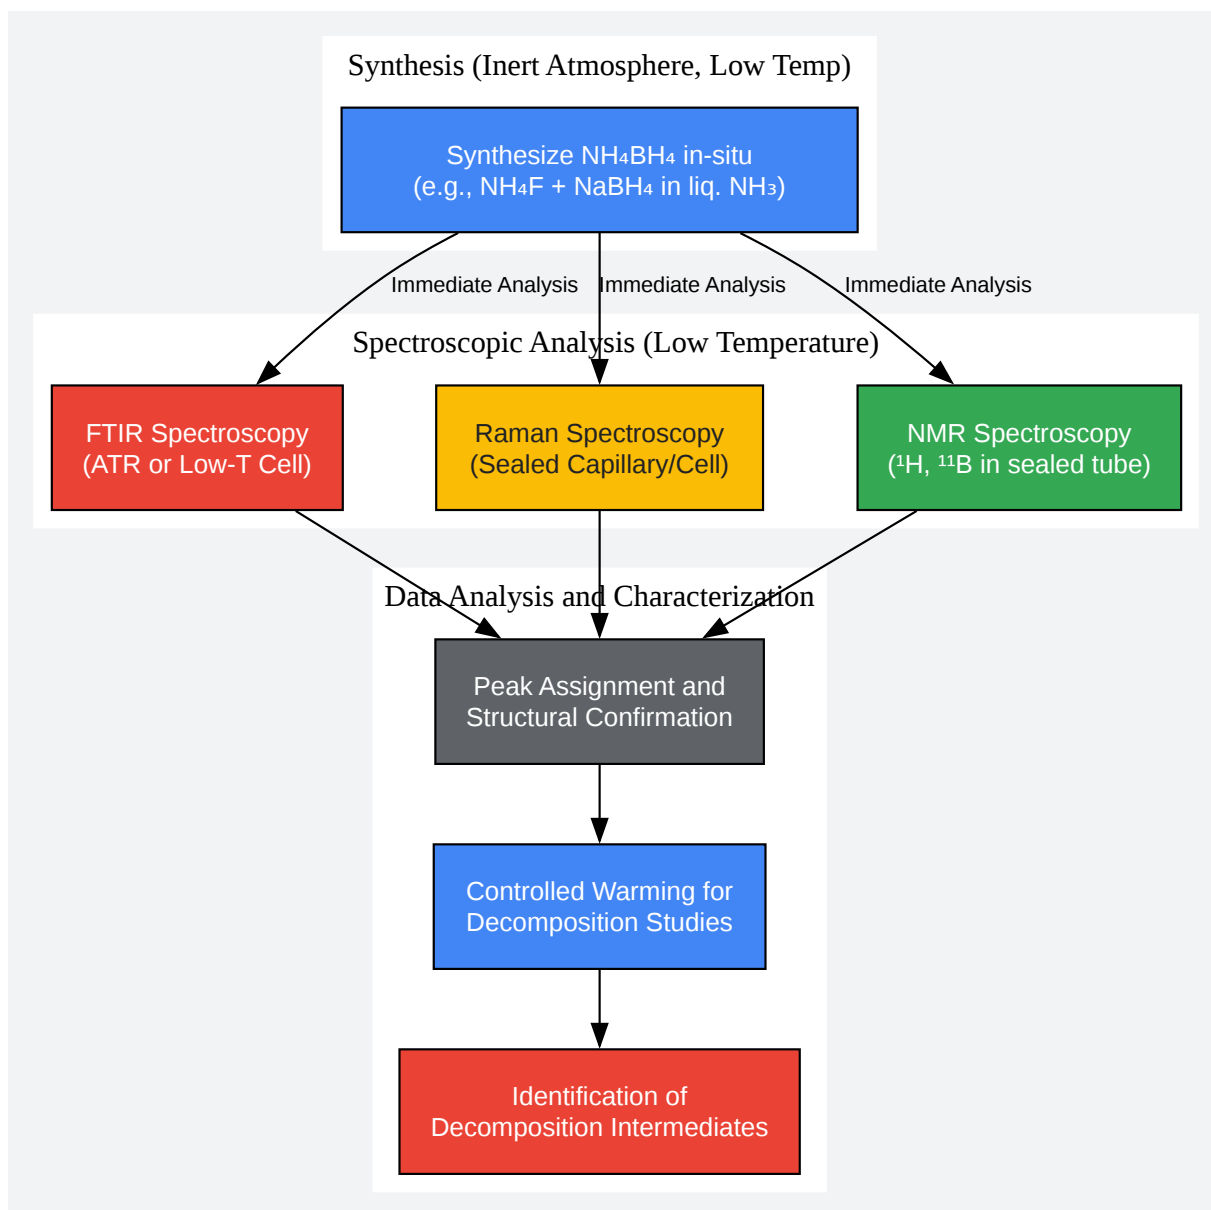 Synthesis (Inert Atmosphere, Low Temp)
Synthesize NH₄BH₄ in-situ
(e.g., NH₄F + NaBH₄ in liq. NH₃)
Immediate Analysis
Immediate Analysis
Immediate Analysis
Spectroscopic Analysis (Low Temperature)
FTIR Spectroscopy
(ATR or Low-T Cell)
Raman Spectroscopy
(Sealed Capillary/Cell)
NMR Spectroscopy
(¹H, ¹¹B in sealed tube)
Data Analysis and Characterization
Peak Assignment and
Structural Confirmation
Controlled Warming for
Decomposition Studies
Identification of
Decomposition Intermediates